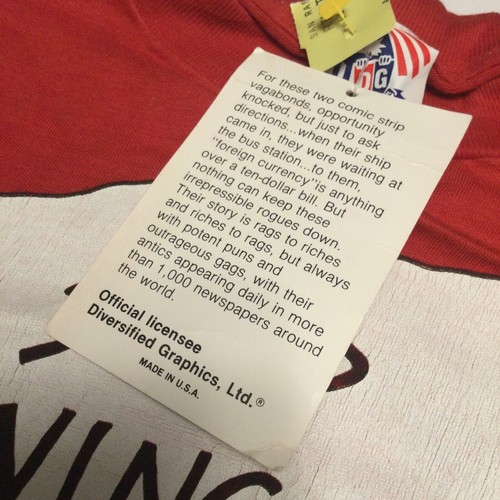 SAN RA
DG
For these two comic strip
vagabonds, opportunity
knocked, but just to ask
directions...when their ship
came in, they were waiting at
the bus station...to them,
"foreign currency" is anything
over a ten-dollar bill. But
nothing can keep these
irrepressible rogues down.
Their story is rags to riches
and riches to rags, but always
with potent puns and
outrageous gags, with their
antics appearing daily in more
than 1,000 newspapers around
the world.
Official licensee
Diversified Graphics, Ltd.®
MADE IN U.S.A.
VING